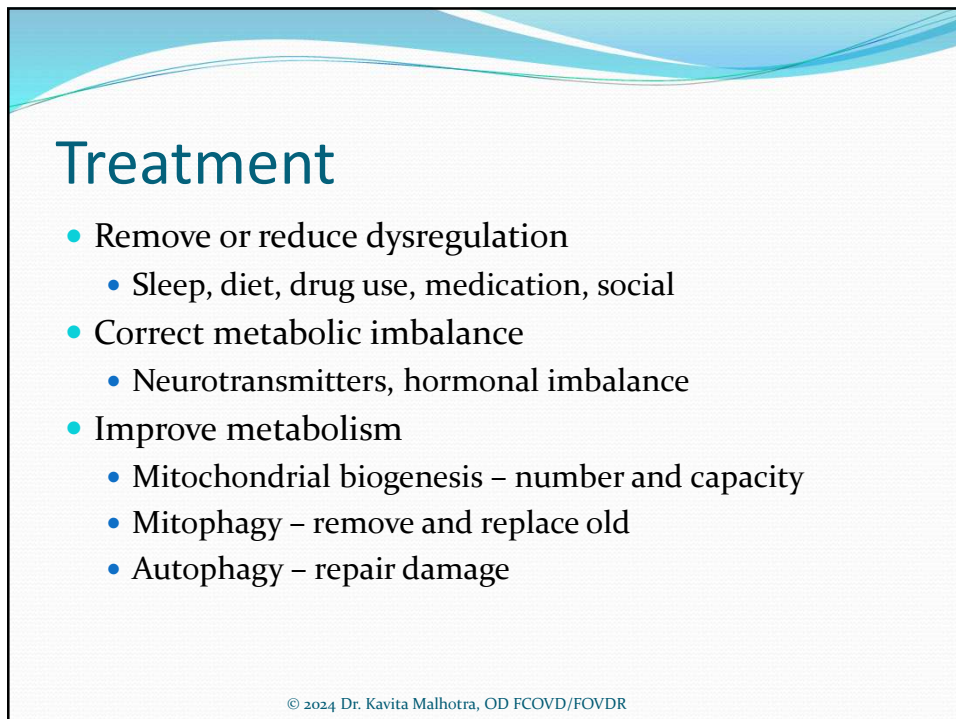 Treatment
• Remove or reduce dysregulation
• Sleep, diet, drug use, medication, social
• Correct metabolic imbalance
• Neurotransmitters, hormonal imbalance
• Improve metabolism
• Mitochondrial biogenesis – number and capacity
• Mitophagy – remove and replace old
• Autophagy – repair damage
© 2024 Dr. Kavita Malhotra, OD FCOVD/FOVDR